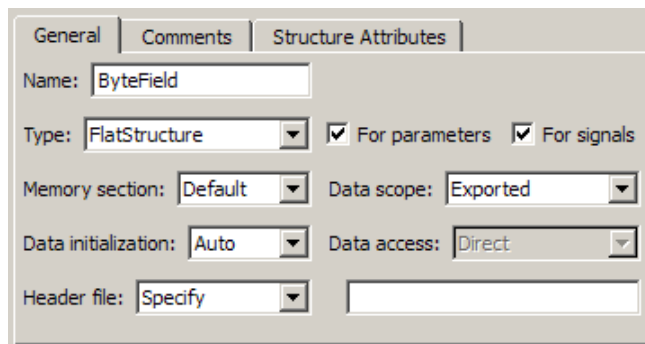 General Comments Structure Attributes
Name: ByteField
Type: FlatStructure For parameters For signals
Memory section: Default Data scope: Exported
Data initialization: Auto Data access: Direct
Header file: Specify